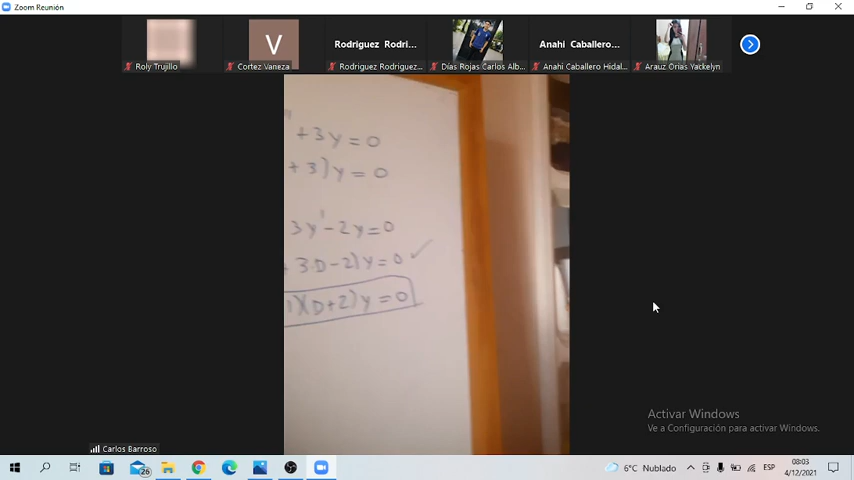 Zoom Reunión
V
Rodriguez Rodri...
Anahi Caballero...
Roly Trujillo
Cortez Vaneza
Rodriguez Rodriguez...
Días Rojas Carlos Alb...
Anahi Caballero Hidal...
Arauz Orias Yackelyn
+3y=0
+3)y=0
3y'-2y=0
+3D-2)y=0
1)(D+2)y=0
Activar Windows
Ve a Configuración para activar Windows.
Carlos Barroso
26
6°C Nublado
ESP
08:03
4/12/2021